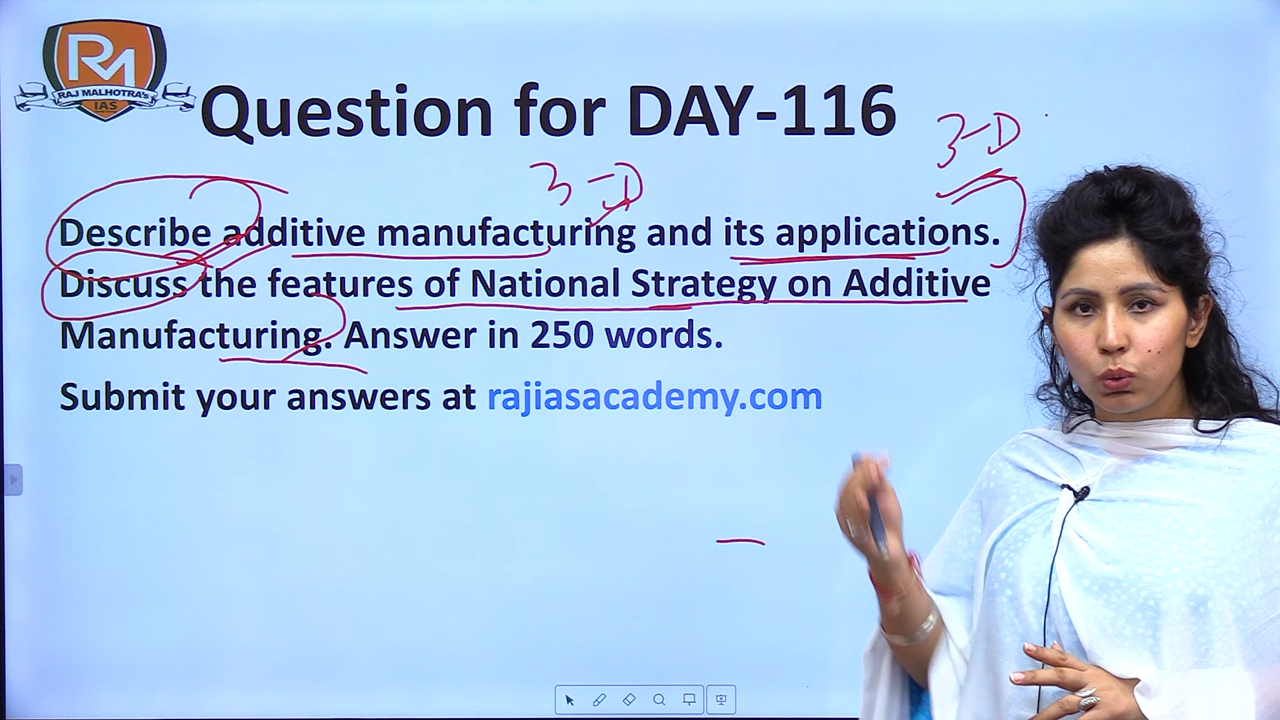 RM
RAJ MALHOTRA's
IAS
Question for DAY-116
3-D
3-D
Describe additive manufacturing and its applications.
Discuss the features of National Strategy on Additive
Manufacturing. Answer in 250 words.
Submit your answers at rajiasacademy.com